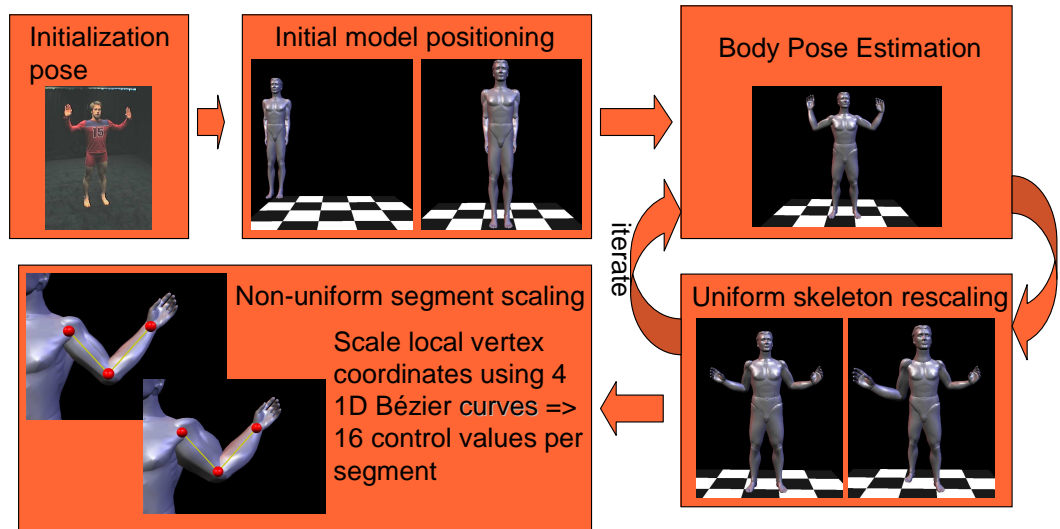 Initialization
pose
15
Initial model positioning
Body Pose Estimation
iterate
Uniform skeleton rescaling
Non-uniform segment scaling
Scale local vertex
coordinates using 4
1D Bézier curves =>
16 control values per
segment